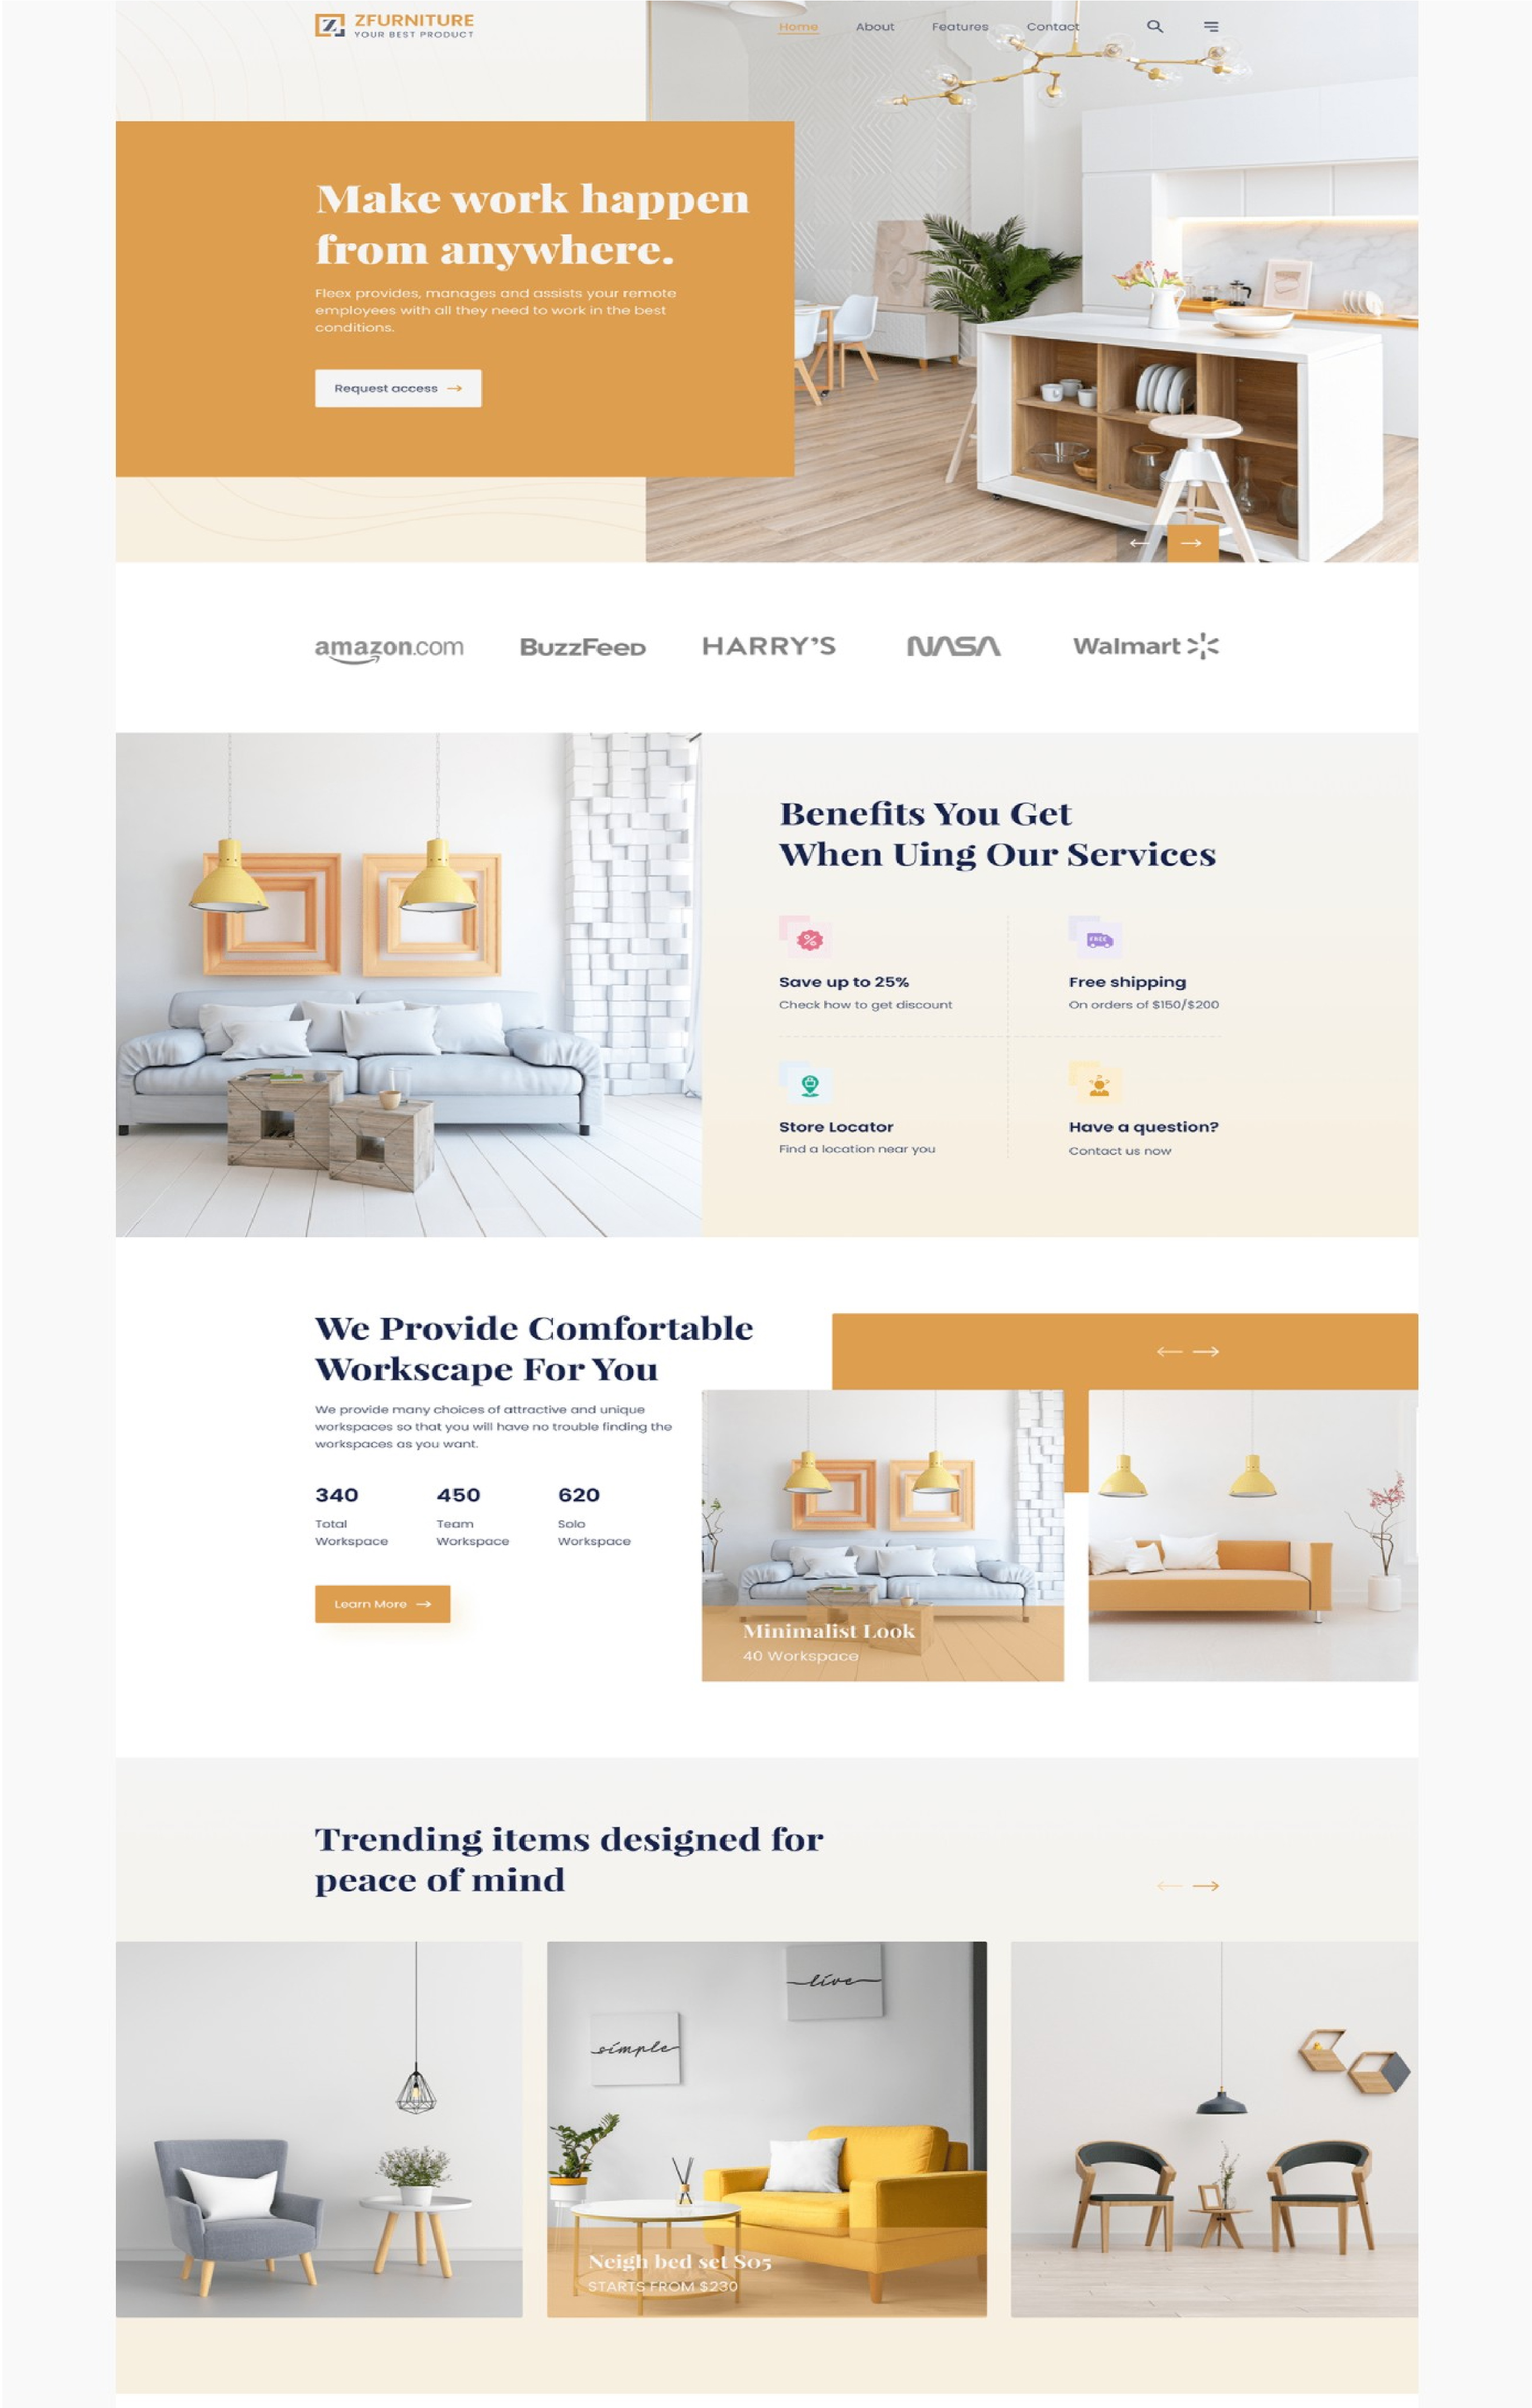 ZFURNITURE
YOUR BEST PRODUCT
Home About Features Contact
Make work happen
from anywhere.
Fleex provides, manages and assists your remote
employees with all they need to work in the best
conditions.
Request access
amazon.com BUZZFEED HARRY'S NASA Walmart
Benefits You Get
When Uing Our Services
FREE
Save up to 25%
Check how to get discount
Free shipping
On orders of $150/$200
Store Locator
Find a location near you
Have a question?
Contact us now
We Provide Comfortable
Workscape For You
We provide many choices of attractive and unique
workspaces so that you will have no trouble finding the
workspaces as you want.
340
Total
Workspace
450
Team
Workspace
620
Solo
Workspace
Learn More
Minimalist Look
40 Workspace
Trending items designed for
peace of mind
live
simple
Neigh bed set S05
STARTS FROM $230